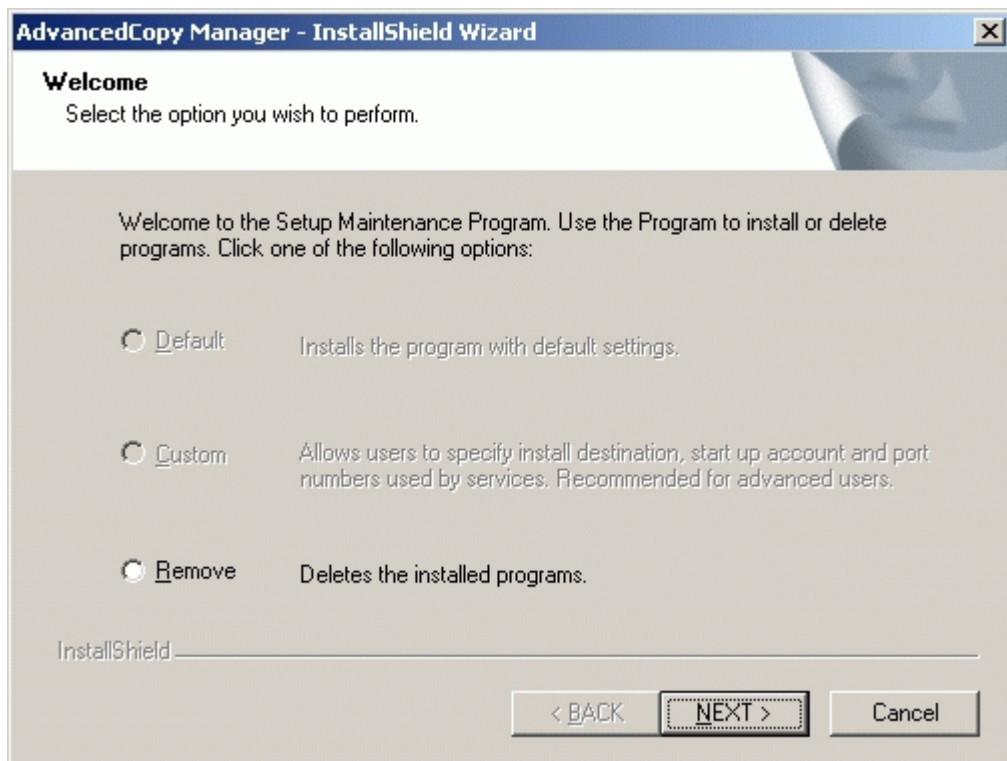 AdvancedCopy Manager - InstallShield Wizard
Welcome
Select the option you wish to perform.
Welcome to the Setup Maintenance Program. Use the Program to install or delete
programs. Click one of the following options:
Default
Installs the program with default settings.
Custom
Allows users to specify install destination, start up account and port
numbers used by services. Recommended for advanced users.
Remove
Deletes the installed programs.
InstallShield
< BACK
NEXT >
Cancel